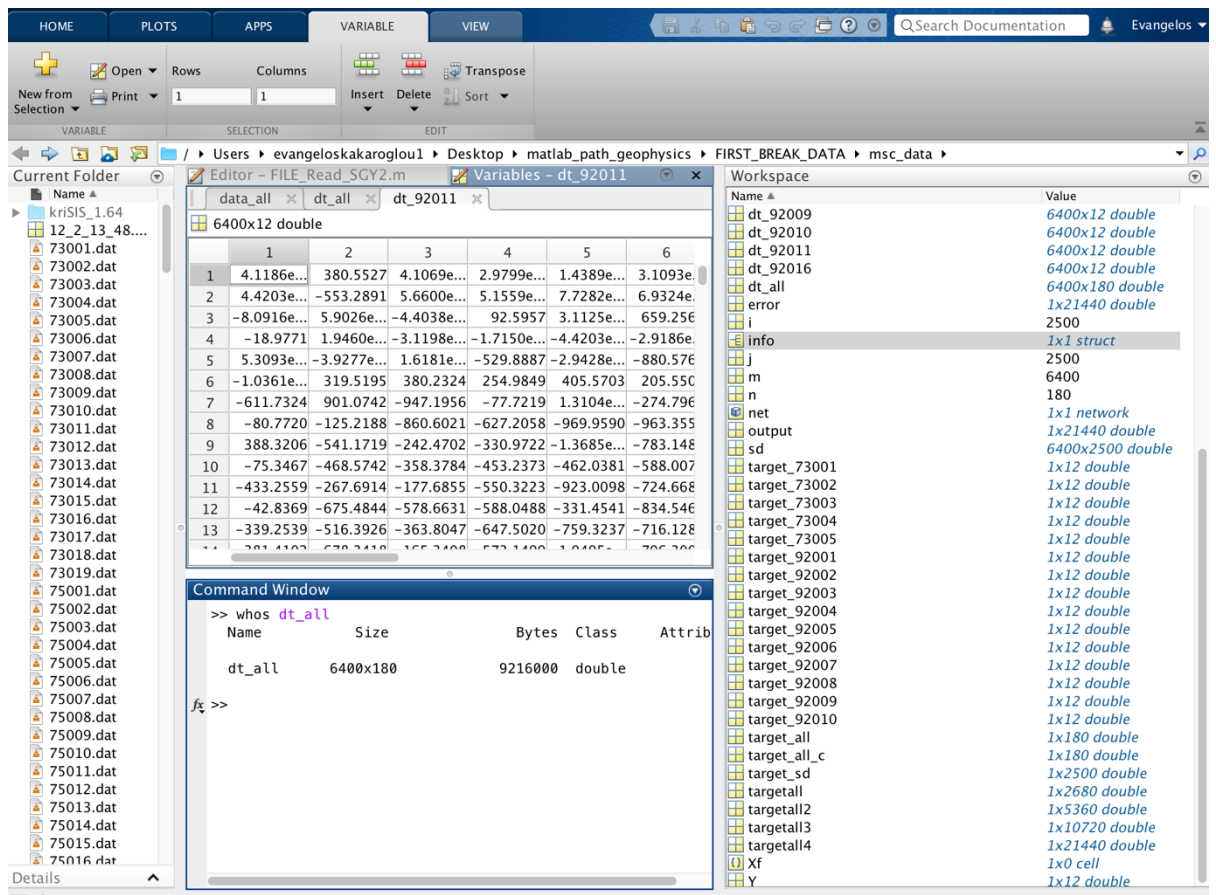 HOME PLOTS APPS VARIABLE VIEW Search Documentation Evangelos
New from Selection Open Print Rows Columns 1 1 Insert Delete Transpose Sort
VARIABLE SELECTION EDIT
/ Users evangeloskakaroglou1 Desktop matlab_path_geophysics FIRST_BREAK_DATA msc_data
Current Folder
Name
kriSIS_1.64
12_2_13_48....
73001.dat
73002.dat
73003.dat
73004.dat
73005.dat
73006.dat
73007.dat
73008.dat
73009.dat
73010.dat
73011.dat
73012.dat
73013.dat
73014.dat
73015.dat
73016.dat
73017.dat
73018.dat
73019.dat
75001.dat
75002.dat
75003.dat
75004.dat
75005.dat
75006.dat
75007.dat
75008.dat
75009.dat
75010.dat
75011.dat
75012.dat
75013.dat
75014.dat
75015.dat
75016.dat
Details
Editor – FILE_Read_SGY2.m Variables – dt_92011
data_all dt_all dt_92011
6400x12 double
1 2 3 4 5 6
1 4.1186e... 380.5527 4.1069e... 2.9799e... 1.4389e... 3.1093e.
2 4.4203e... -553.2891 5.6600e... 5.1559e... 7.7282e... 6.9324e.
3 -8.0916e... 5.9026e... -4.4038e... 92.5957 3.1125e... 659.256
4 -18.9771 1.9460e... -3.1198e... -1.7150e... -4.4203e... -2.9186e.
5 5.3093e... -3.9277e... 1.6181e... -529.8887 -2.9428e... -880.576
6 -1.0361e... 319.5195 380.2324 254.9849 405.5703 205.550
7 -611.7324 901.0742 -947.1956 -77.7219 1.3104e... -274.796
8 -80.7720 -125.2188 -860.6021 -627.2058 -969.9590 -963.355
9 388.3206 -541.1719 -242.4702 -330.9722 -1.3685e... -783.148
10 -75.3467 -468.5742 -358.3784 -453.2373 -462.0381 -588.007
11 -433.2559 -267.6914 -177.6855 -550.3223 -923.0098 -724.668
12 -42.8369 -675.4844 -578.6631 -588.0488 -331.4541 -834.546
13 -339.2539 -516.3926 -363.8047 -647.5020 -759.3237 -716.128
Command Window
>> whos dt_all
Name Size Bytes Class Attrib
dt_all 6400x180 9216000 double
fx >>
Workspace
Name Value
dt_92009 6400x12 double
dt_92010 6400x12 double
dt_92011 6400x12 double
dt_92016 6400x12 double
dt_all 6400x180 double
error 1x21440 double
i 2500
info 1x1 struct
j 2500
m 6400
n 180
net 1x1 network
output 1x21440 double
sd 6400x2500 double
target_73001 1x12 double
target_73002 1x12 double
target_73003 1x12 double
target_73004 1x12 double
target_73005 1x12 double
target_92001 1x12 double
target_92002 1x12 double
target_92003 1x12 double
target_92004 1x12 double
target_92005 1x12 double
target_92006 1x12 double
target_92007 1x12 double
target_92008 1x12 double
target_92009 1x12 double
target_92010 1x12 double
target_all 1x180 double
target_all_c 1x180 double
target_sd 1x2500 double
targetall 1x2680 double
targetall2 1x5360 double
targetall3 1x10720 double
targetall4 1x21440 double
Xf 1x0 cell
Y 1x12 double